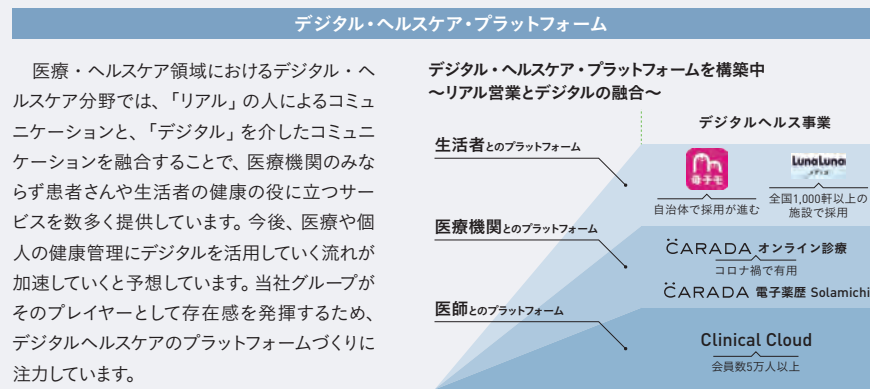 デジタル・ヘルスケア・プラットフォーム
医療・ヘルスケア領域におけるデジタル・ヘ
ルスケア分野では、「リアル」の人によるコミュ
ニケーションと、「デジタル」を介したコミュニ
ケーションを融合することで、医療機関のみな
らず患者さんや生活者の健康の役に立つサー
ビスを数多く提供しています。今後、医療や個
人の健康管理にデジタルを活用していく流れが
加速していくと予想しています。当社グループが
そのプレイヤーとして存在感を発揮するため、
デジタルヘルスケアのプラットフォームづくりに
注力しています。
デジタル・ヘルスケア・プラットフォームを構築中
～リアル営業とデジタルの融合～
デジタルヘルス事業
生活者とのプラットフォーム
母子モ
自治体で採用が進む
LunaLuna
メディコ
全国1,000軒以上の
施設で採用
医療機関とのプラットフォーム
CARADA オンライン診療
コロナ禍で有用
CARADA 電子薬歴 Solamichi
医師とのプラットフォーム
Clinical Cloud
会員数5万人以上